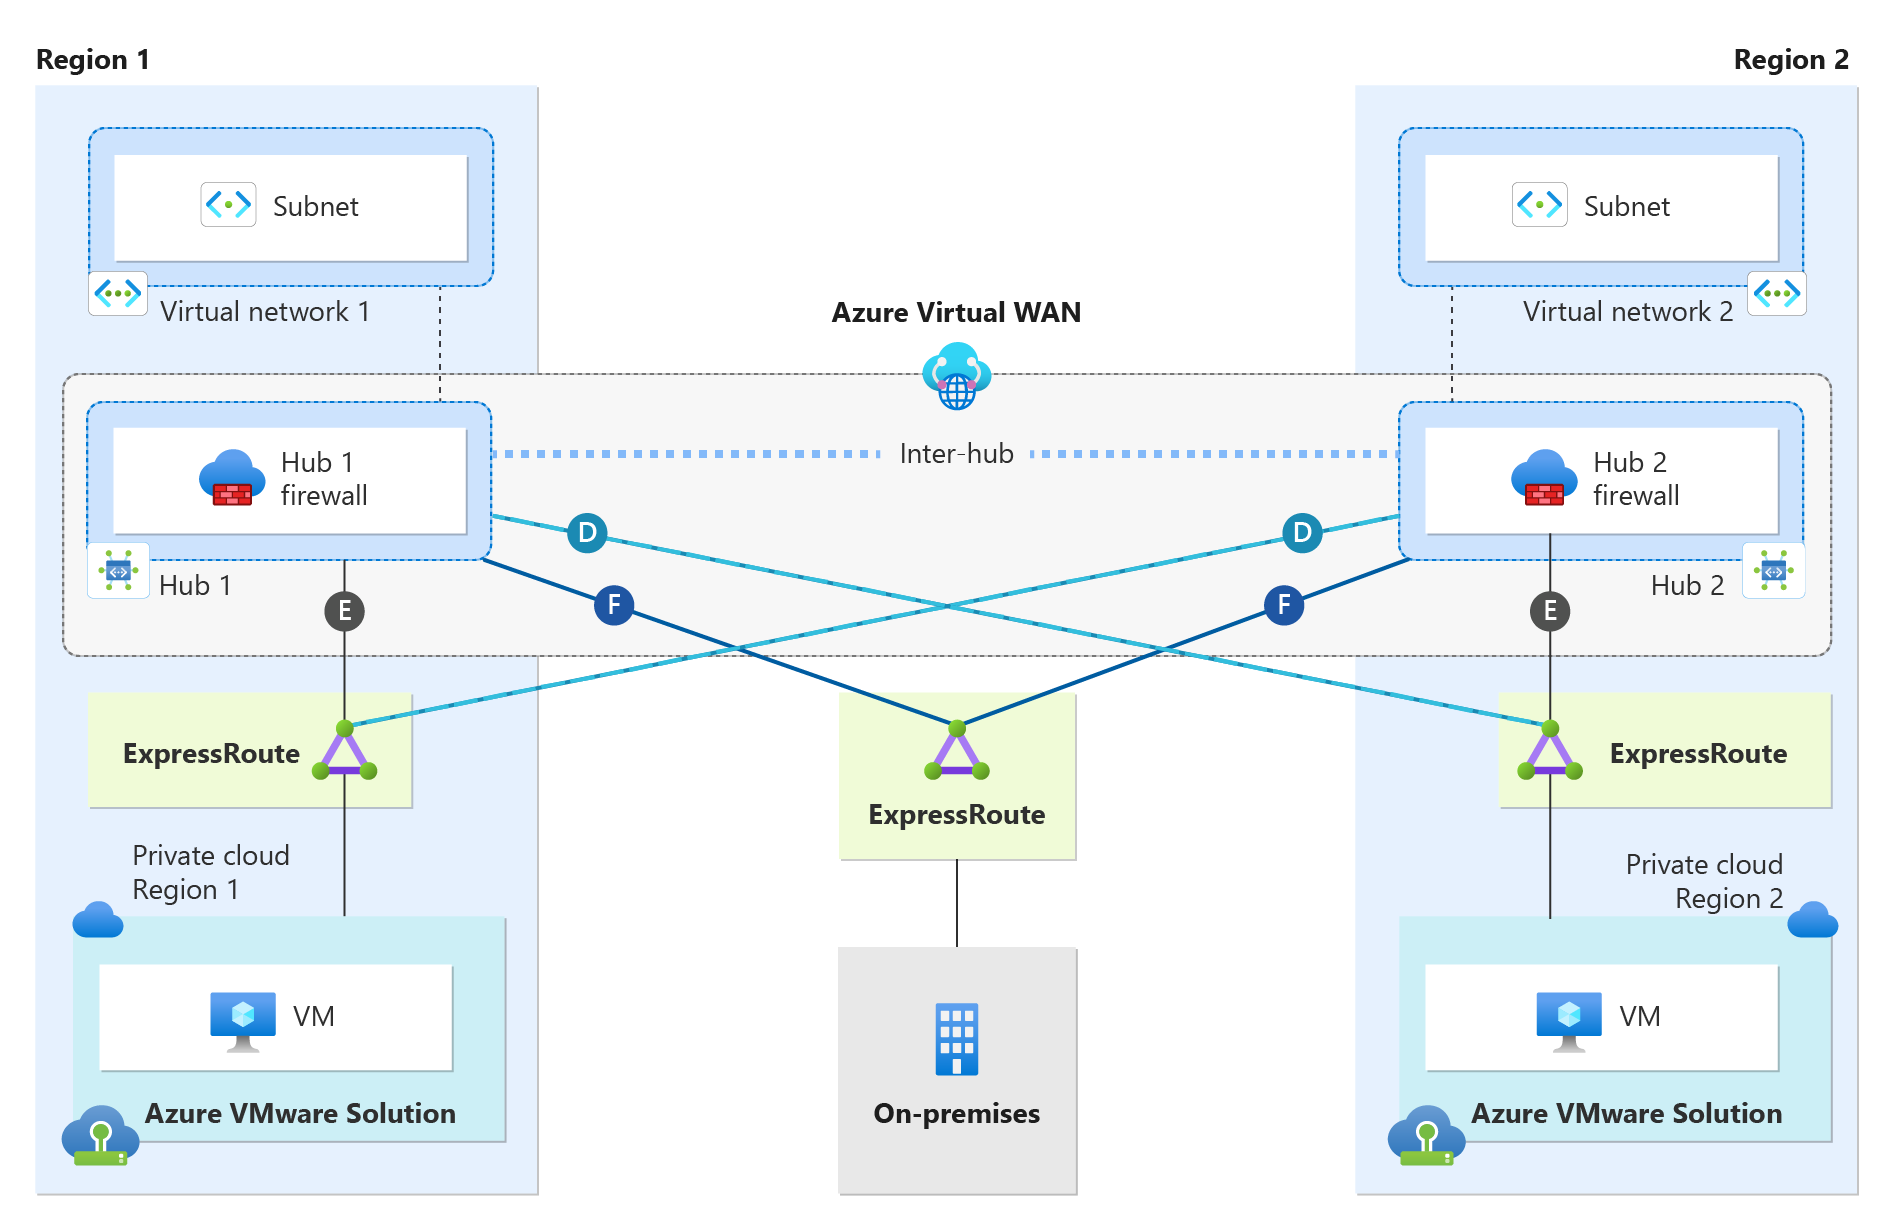 Region 1
Region 2
Subnet
Subnet
Virtual network 1
Virtual network 2
Azure Virtual WAN
Hub 1
firewall
Inter-hub
Hub 2
firewall
D
D
Hub 1
Hub 2
E
F
F
E
ExpressRoute
ExpressRoute
ExpressRoute
Private cloud
Region 1
Private cloud
Region 2
VM
VM
Azure VMware Solution
On-premises
Azure VMware Solution